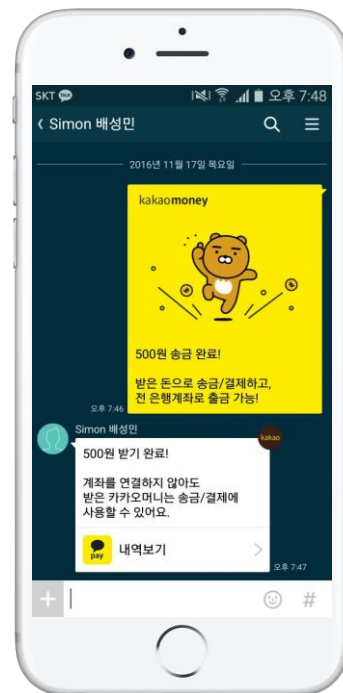 SKT TALK 오후 7:48
< Simon 배성민
2016년 11월 17일 목요일
kakaomoney
500원 송금 완료!
받은 돈으로 송금/결제하고,
전 은행계좌로 출금 가능!
오후 7:46
Simon 배성민
kakao
500원 받기 완료!
계좌를 연결하지 않아도
받은 카카오머니는 송금/결제에
사용할 수 있어요.
pay 내역보기 >
오후 7:47
+ #